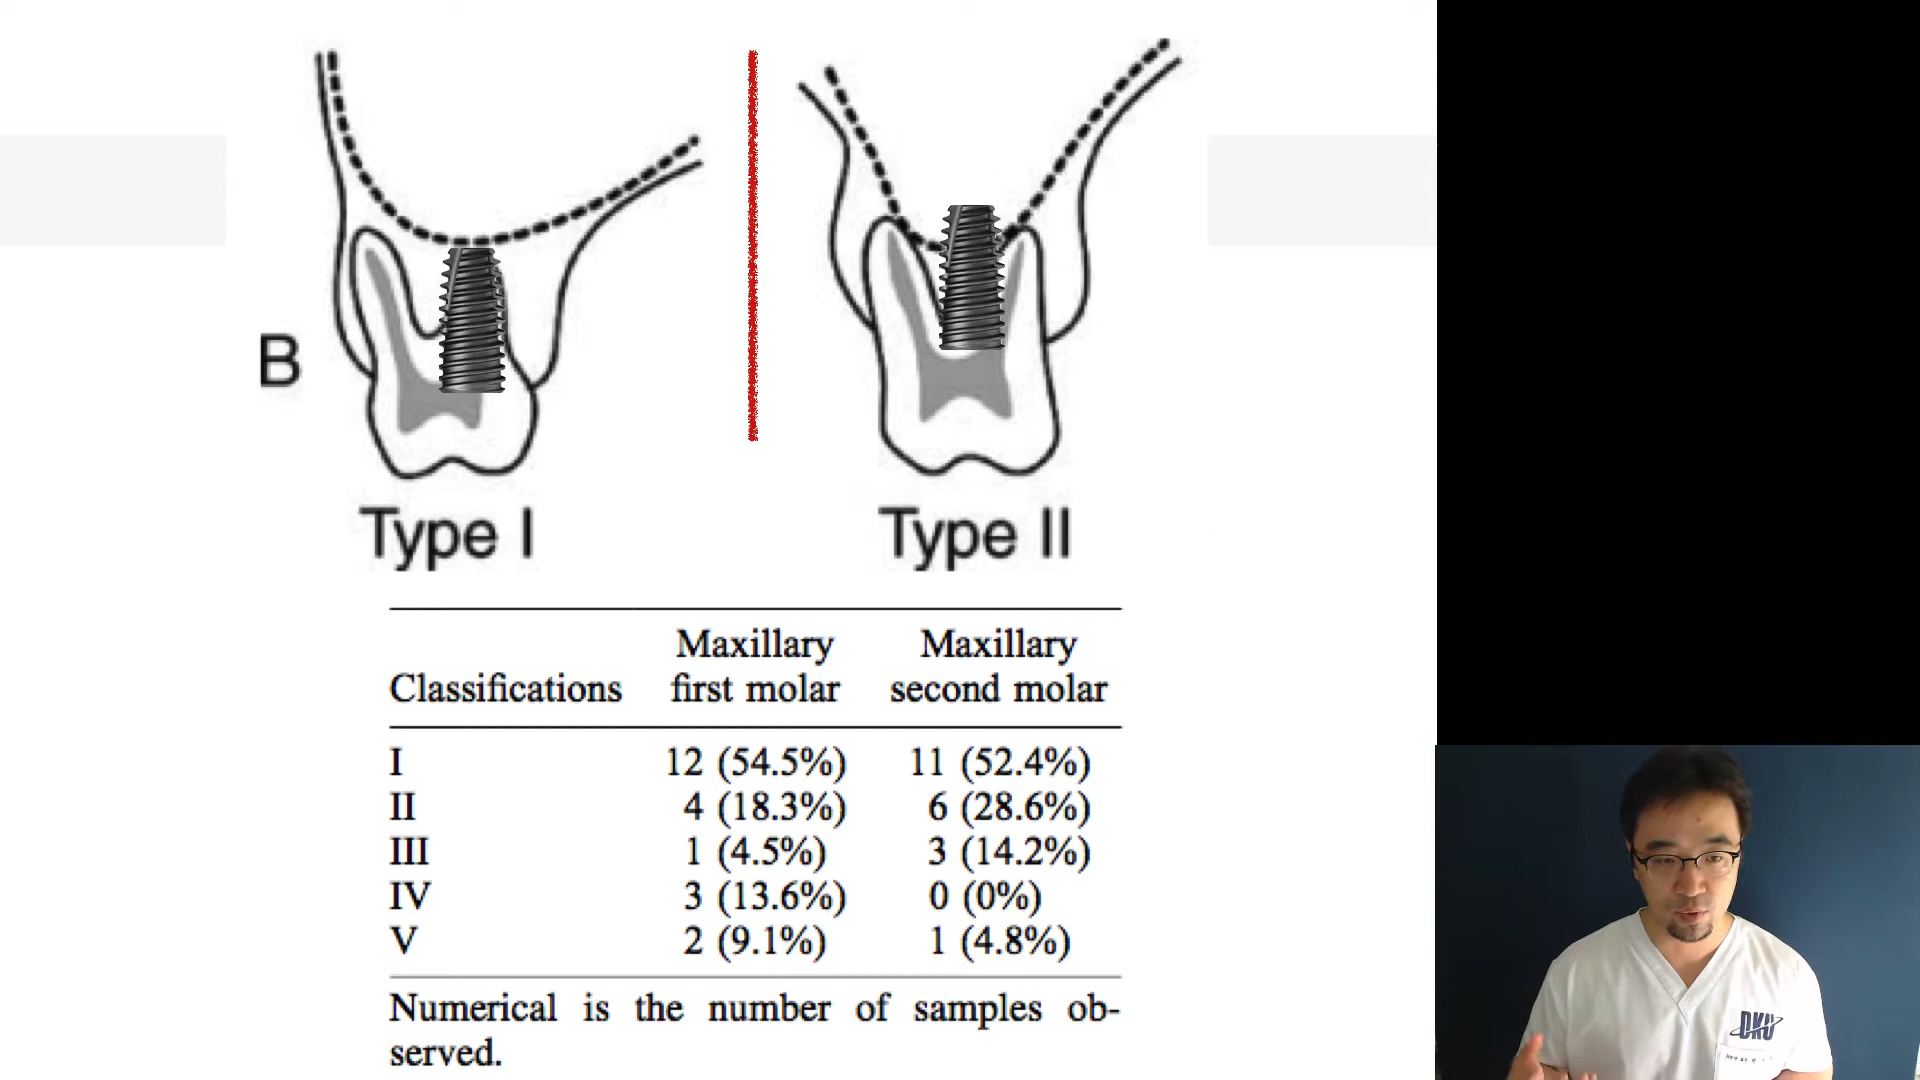 B
Type I
Type II
Classifications Maxillary first molar Maxillary second molar
I 12 (54.5%) 11 (52.4%)
II 4 (18.3%) 6 (28.6%)
III 1 (4.5%) 3 (14.2%)
IV 3 (13.6%) 0 (0%)
V 2 (9.1%) 1 (4.8%)
Numerical is the number of samples ob-
served.
DKU